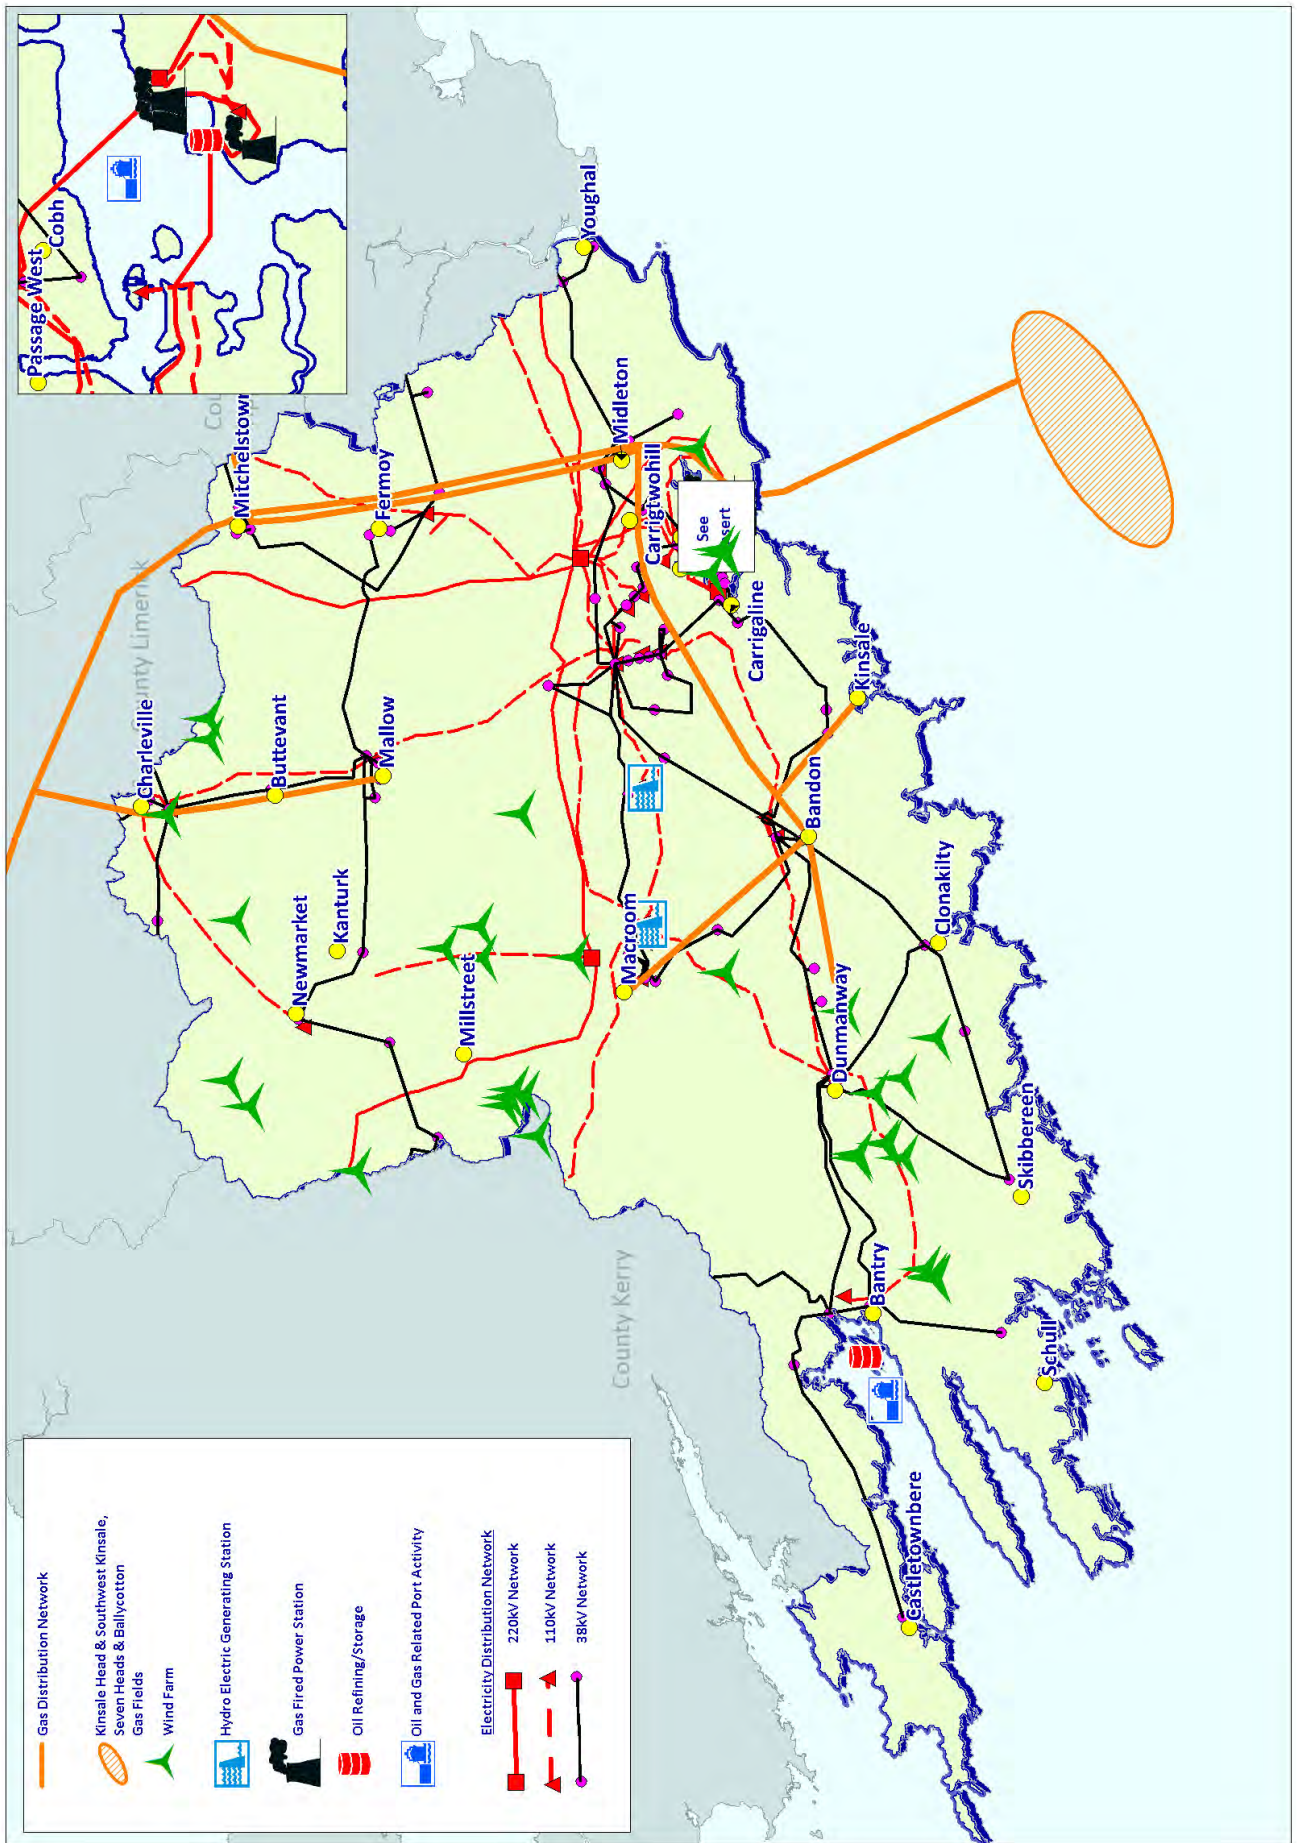 Gas Distribution Network
Kinsale Head & Southwest Kinsale,
Seven Heads & Ballycotton
Gas Fields
Wind Farm
Hydro Electric Generating Station
Gas Fired Power Station
Oil Refining/Storage
Oil and Gas Related Port Activity
Electricity Distribution Network
220kV Network
110kV Network
38kV Network
Passage West
Cobh
County Limerick
County Kerry
Charleville
Mitchelstown
Buttevant
Newmarket
Kanturk
Mallow
Fermoy
Millstreet
Youghal
Macroom
Midleton
Carrigtwohill
See
Carrigaline
Bandon
Kinsale
Dunmanway
Bantry
Clonakilty
Castletownbere
Skibbereen
Schull